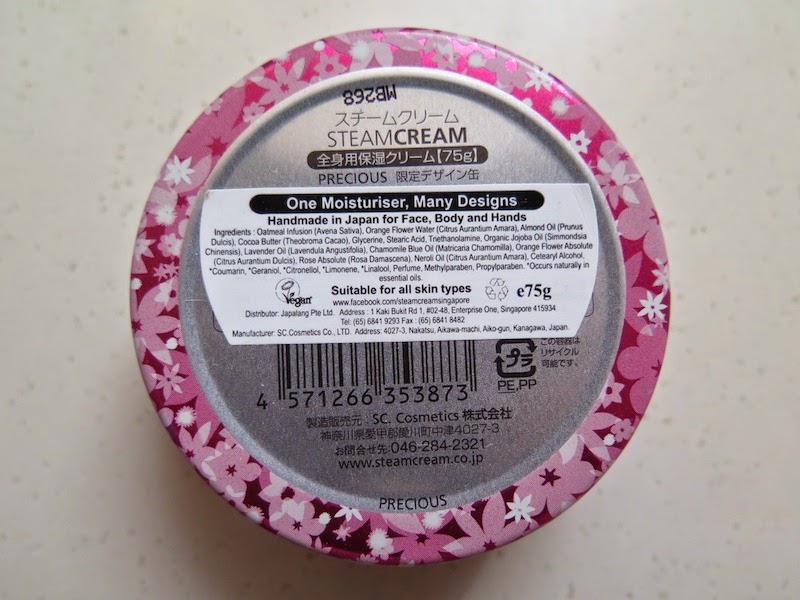 MB268
スチームクリーム
STEAMCREAM
全身用保湿クリーム【75g】
PRECIOUS 限定デザイン缶
One Moisturiser, Many Designs
Handmade in Japan for Face, Body and Hands
Ingredients : Oatmeal Infusion (Avena Sativa), Orange Flower Water (Citrus Aurantium Amara), Almond Oil (Prunus
Dulcis), Cocoa Butter (Theobroma Cacao), Glycerine, Stearic Acid, Triethanolamine, Organic Jojoba Oil (Simmondsia
Chinensis), Lavender Oil (Lavendula Angustifolia), Chamomile Blue Oil (Matricaria Chamomilla), Orange Flower Absolute
(Citrus Aurantium Dulcis), Rose Absolute (Rosa Damascena), Neroli Oil (Citrus Aurantium Amara), Cetearyl Alcohol,
*Coumarin, *Geraniol, *Citronellol, *Limonene, *Linalool, Perfume, Methylparaben, Propylparaben. *Occurs naturally in
essential oils.
Vegan
Suitable for all skin types
www.facebook.com/steamcreamsingapore
e75g
Distributor: Japalang Pte Ltd. Address : 1 Kaki Bukit Rd 1, #02-48, Enterprise One, Singapore 415934
Tel: (65) 6841 9293 Fax : (65) 6841 8482
Manufacturer: SC.Cosmetics Co., LTD. Address: 4027-3, Nakatsu, Aikawa-machi, Aiko-gun, Kanagawa, Japan.
この容器は
リサイクル
可能です。
プラ
PE,PP
4 571266 353873
製造販売元 : SC. Cosmetics 株式会社
神奈川県愛甲郡愛川町中津4027-3
お問合せ先:046-284-2321
www.steamcream.co.jp
PRECIOUS